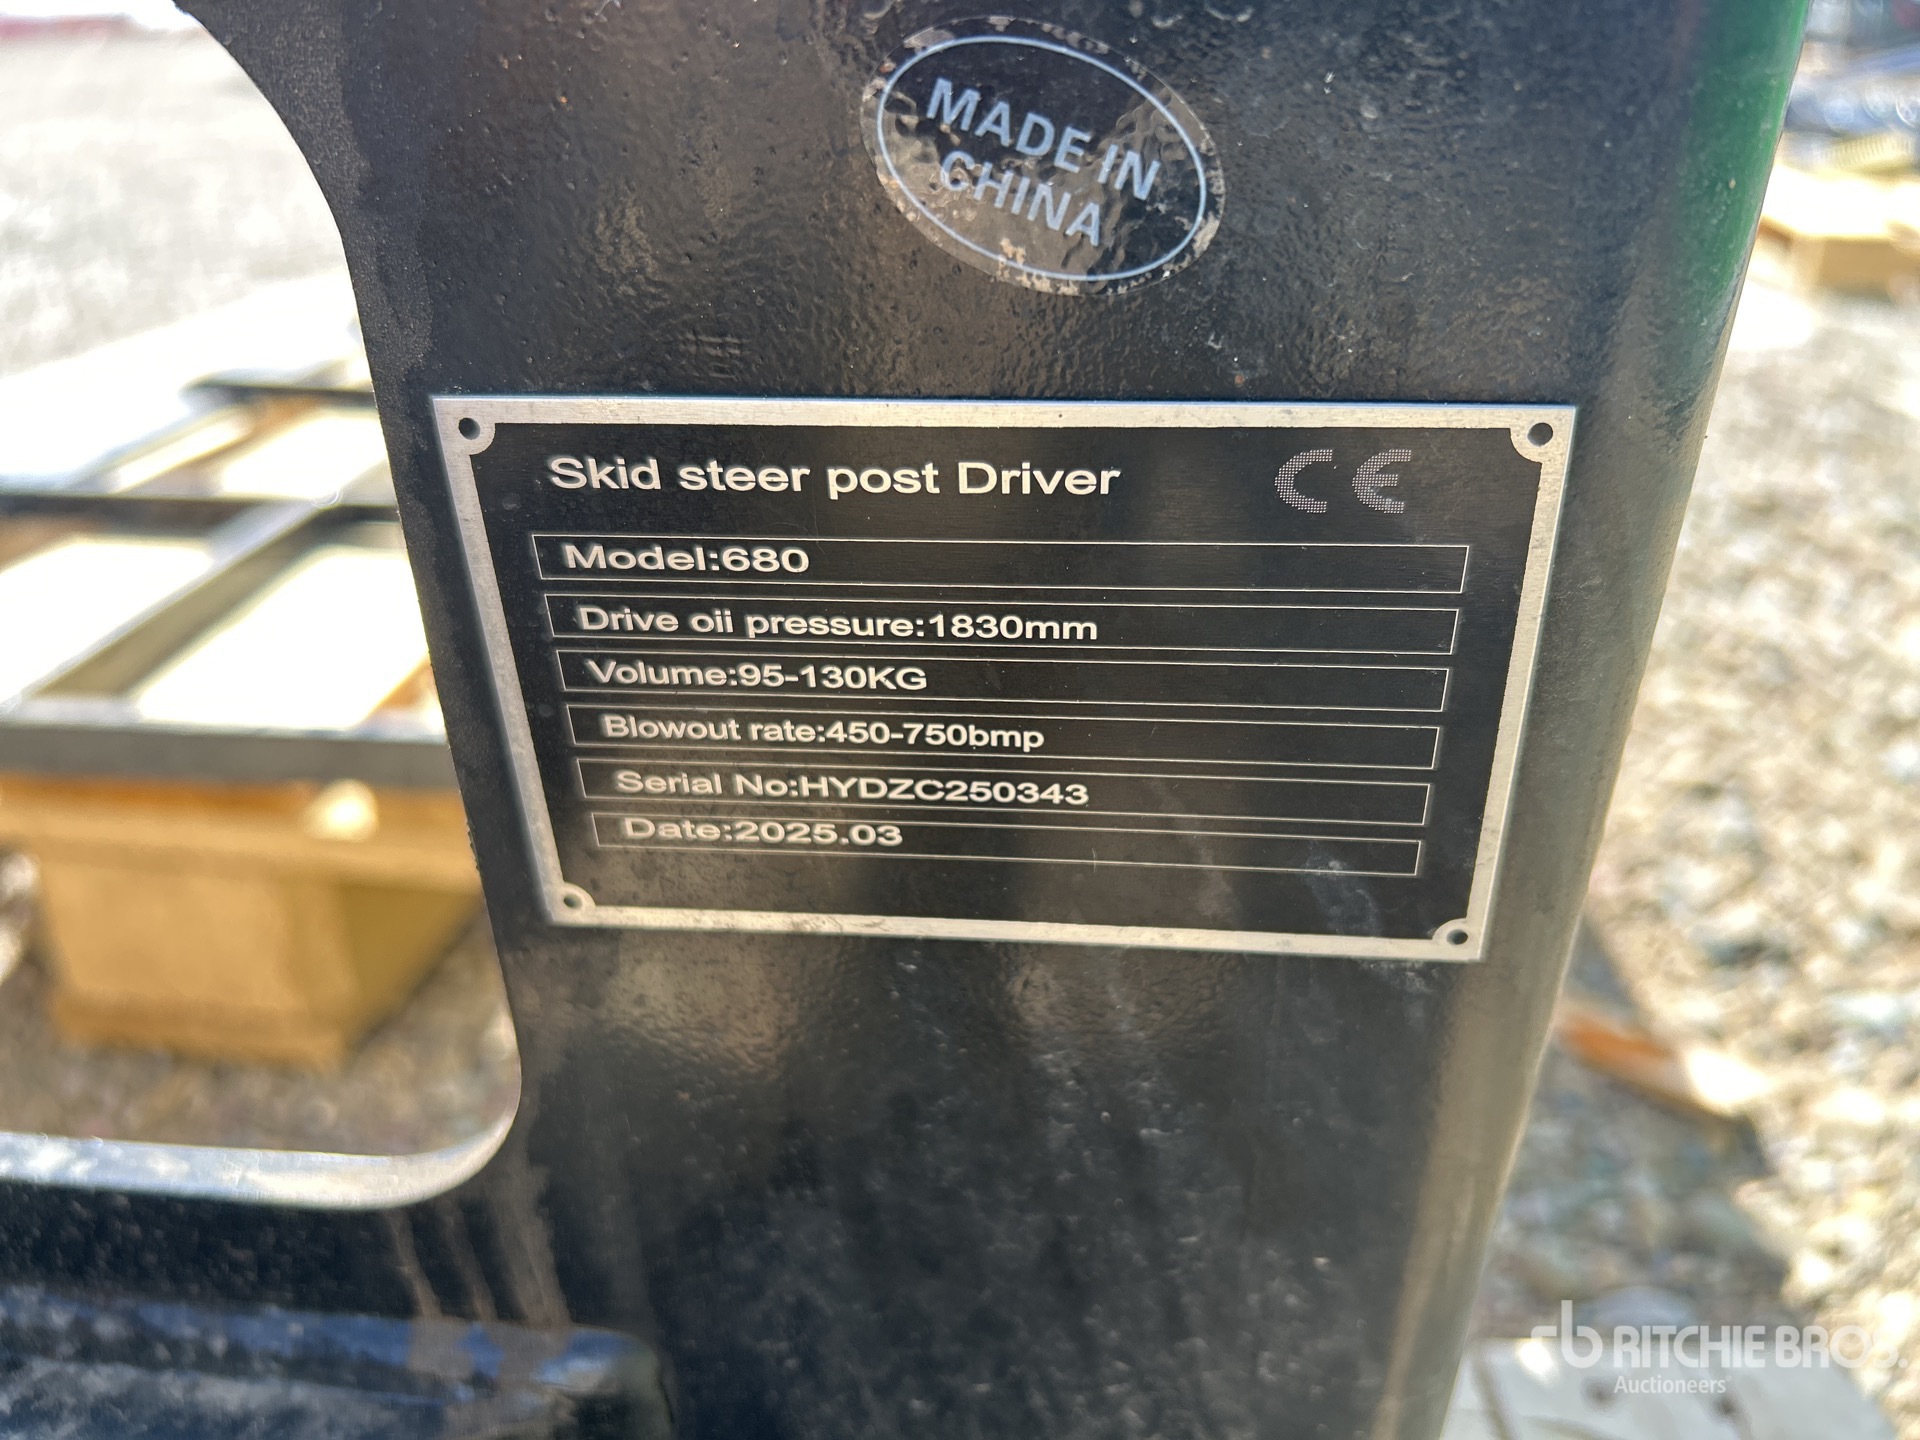 MADE IN
CHINA
Skid steer post Driver CE
Model:680
Drive oii pressure:1830mm
Volume:95-130KG
Blowout rate:450-750bmp
Serial No:HYDZC250343
Date:2025.03
rb RITCHIE BROS.
Auctioneers